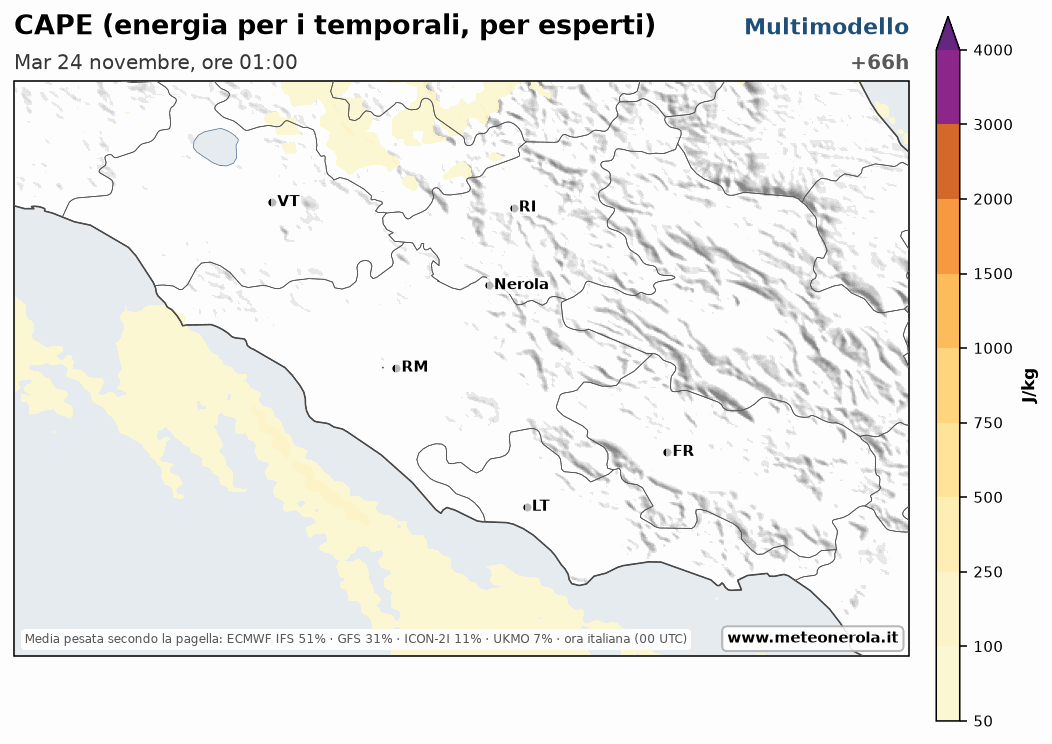 CAPE (energia per i temporali, per esperti)
Multimodello
Mar 24 novembre, ore 01:00
+66h
VT
RI
Nerola
RM
FR
LT
Media pesata secondo la pagella: ECMWF IFS 51% · GFS 31% · ICON-2I 11% · UKMO 7% · ora italiana (00 UTC)
www.meteonerola.it
4000
3000
2000
1500
1000
750
500
250
100
50
J/kg